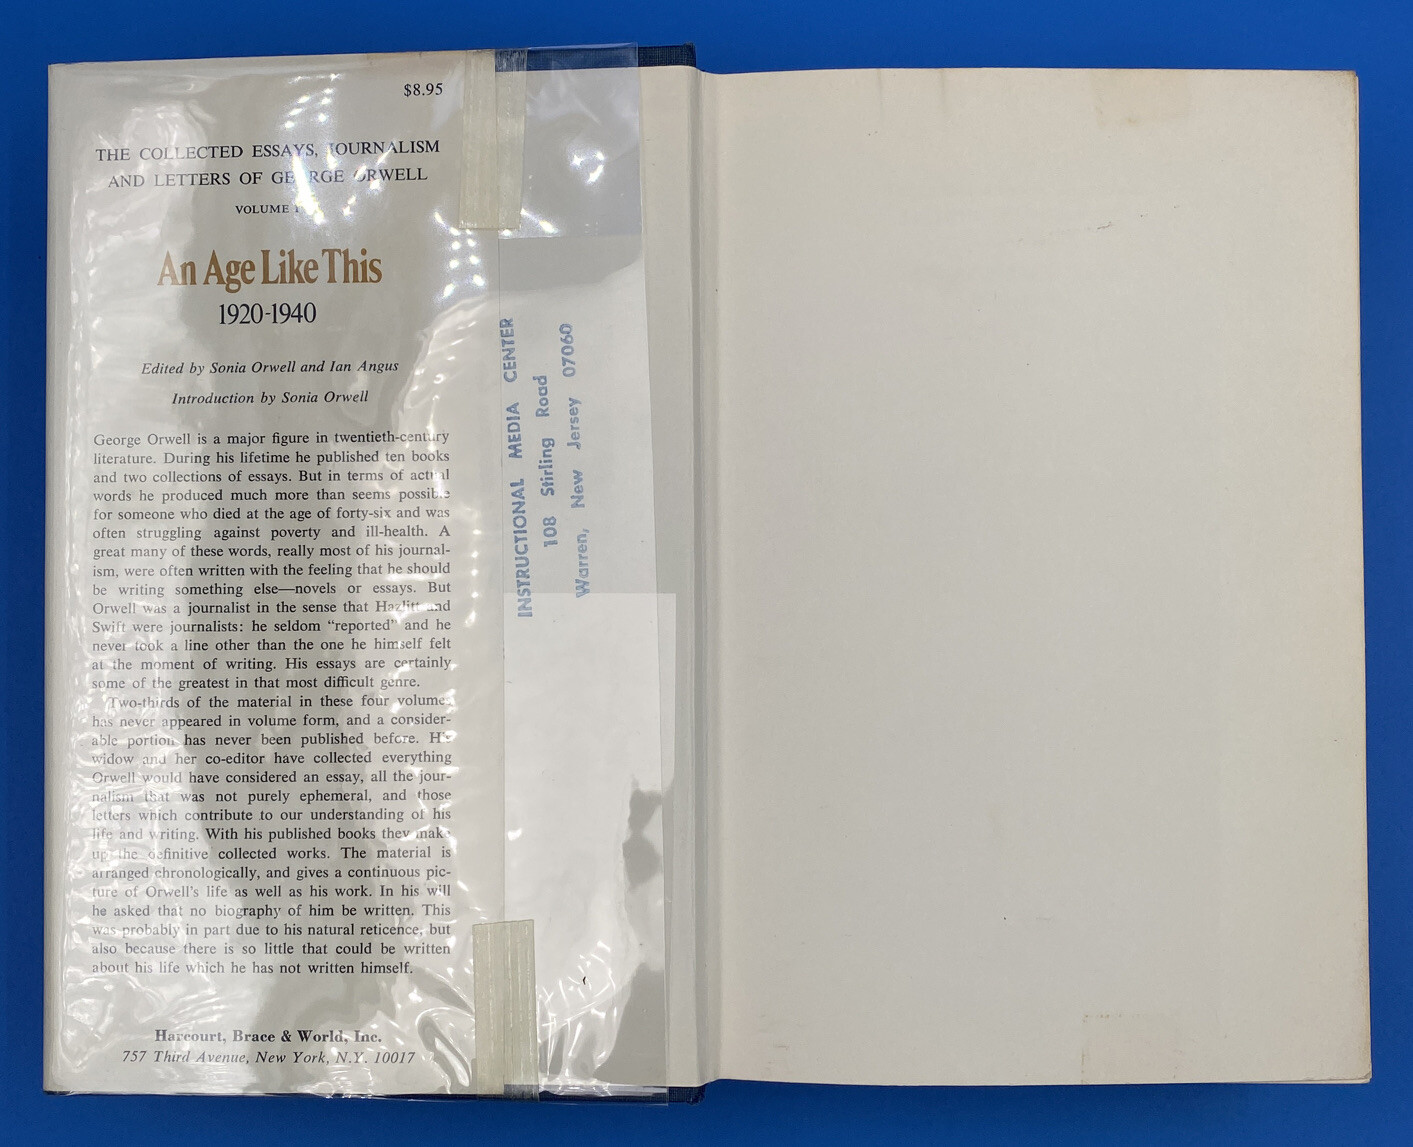 $8.95
THE COLLECTED ESSAYS, JOURNALISM
AND LETTERS OF GEORGE ORWELL
VOLUME I
An Age Like This
1920-1940
Edited by Sonia Orwell and Ian Angus
Introduction by Sonia Orwell
George Orwell is a major figure in twentieth-century
literature. During his lifetime he published ten books
and two collections of essays. But in terms of actual
words he produced much more than seems possible
for someone who died at the age of forty-six and was
often struggling against poverty and ill-health. A
great many of these words, really most of his journal-
ism, were often written with the feeling that he should
be writing something else—novels or essays. But
Orwell was a journalist in the sense that Hazlitt and
Swift were journalists: he seldom “reported” and he
never took a line other than the one he himself felt
at the moment of writing. His essays are certainly
some of the greatest in that most difficult genre.
Two-thirds of the material in these four volumes
has never appeared in volume form, and a consider-
able portion has never been published before. His
widow and her co-editor have collected everything
Orwell would have considered an essay, all the jour-
nalism that was not purely ephemeral, and those
letters which contribute to our understanding of his
life and writing. With his published books they make
up the definitive collected works. The material is
arranged chronologically, and gives a continuous pic-
ture of Orwell's life as well as his work. In his will
he asked that no biography of him be written. This
was probably in part due to his natural reticence, but
also because there is so little that could be written
about his life which he has not written himself.
Harcourt, Brace & World, Inc.
757 Third Avenue, New York, N.Y. 10017
INSTRUCTIONAL MEDIA CENTER
108 Stirling Road
Warren, New Jersey 07060